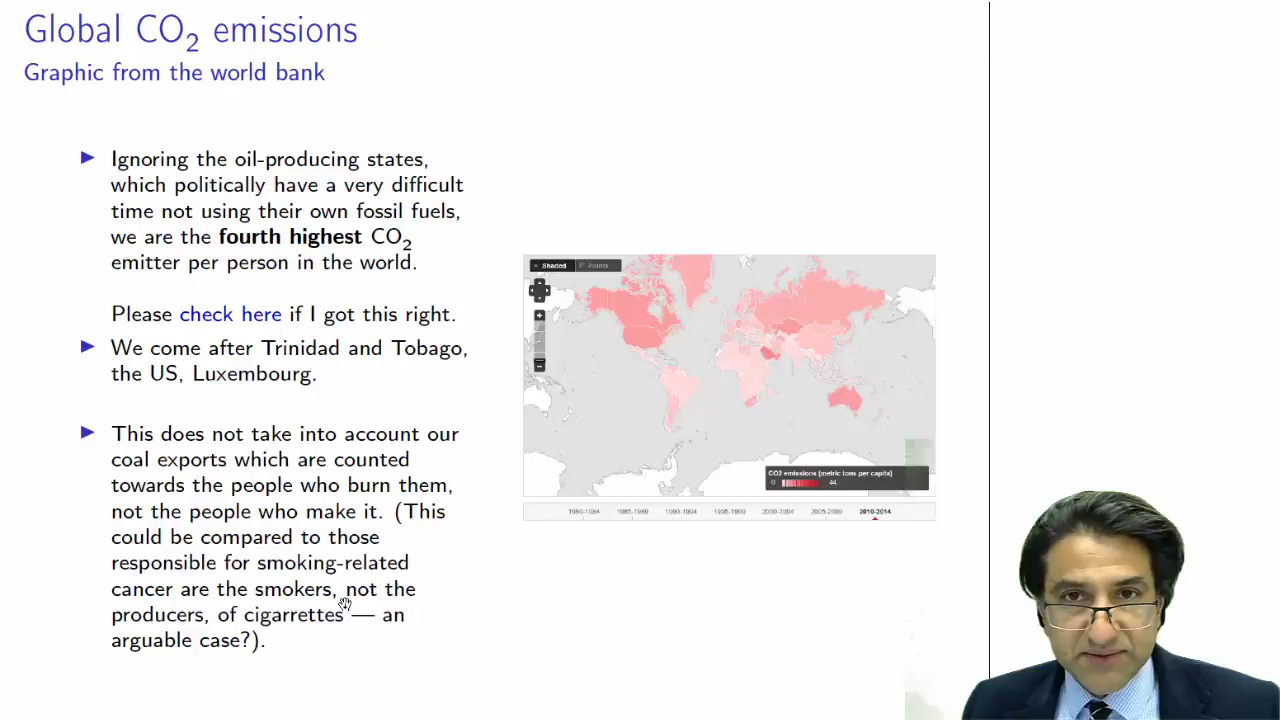 Global CO₂ emissions
Graphic from the world bank
▶ Ignoring the oil-producing states,
which politically have a very difficult
time not using their own fossil fuels,
we are the fourth highest CO₂
emitter per person in the world.
Please check here if I got this right.
▶ We come after Trinidad and Tobago,
the US, Luxembourg.
▶ This does not take into account our
coal exports which are counted
towards the people who burn them,
not the people who make it. (This
could be compared to those
responsible for smoking-related
cancer are the smokers, not the
producers, of cigarrettes — an
arguable case?).
Shaded Points
CO2 emissions (metric tons per capita)
0 44
1980-1984 1985-1989 1990-1994 1995-1999 2000-2004 2005-2009 2010-2014